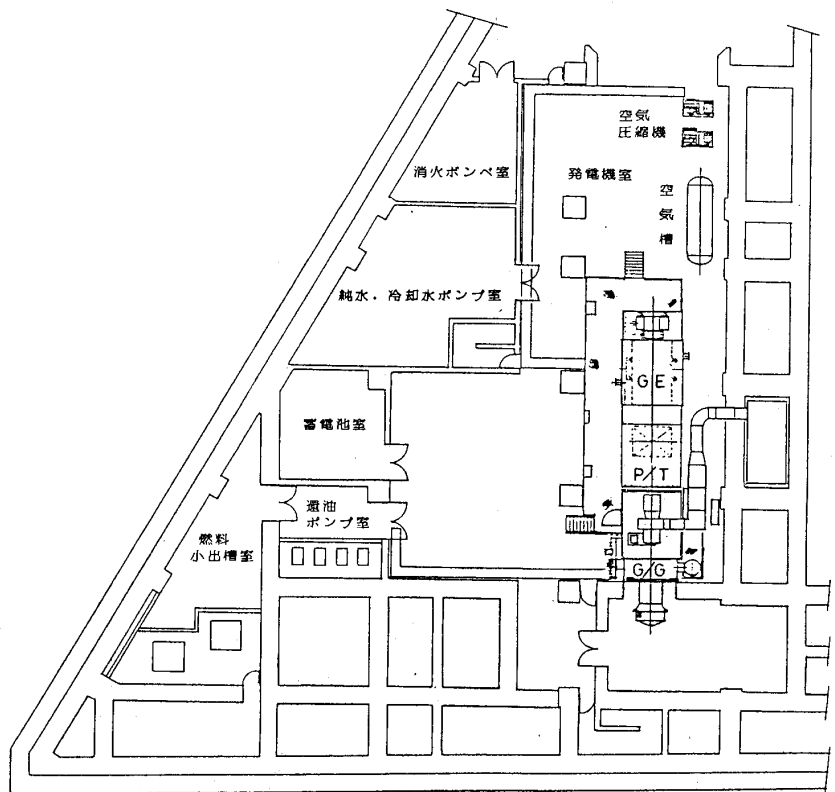 空気
圧縮機
消火ボンベ室
発電機室
空
気
槽
純水．冷却水ポンプ室
GE
蓄電池室
P/T
還油
ポンプ室
燃料
小出槽室
G/G